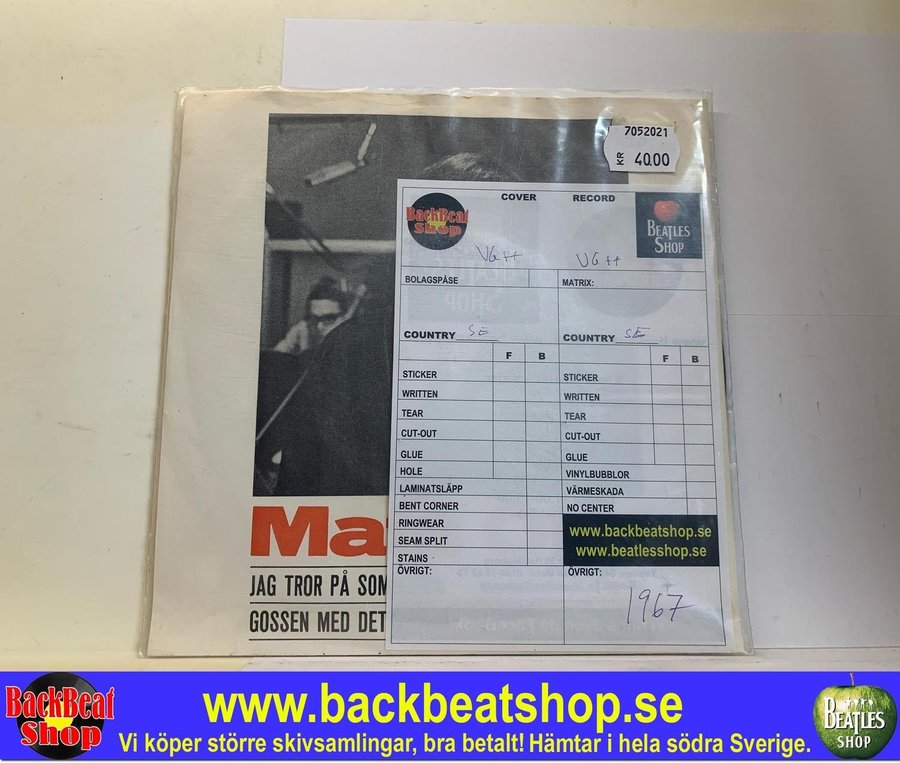 7052021
KR 40.00
COVER RECORD
BackBeat Shop
BEATLES SHOP
VG++ VG++
BOLAGSPÅSE MATRIX:
COUNTRY SE COUNTRY SE
F B F B
STICKER STICKER
WRITTEN WRITTEN
TEAR TEAR
CUT-OUT CUT-OUT
GLUE GLUE
HOLE VINYLBUBBLOR
LAMINATSLÄPP VÄRMESKADA
BENT CORNER NO CENTER
RINGWEAR
SEAM SPLIT
STAINS
www.backbeatshop.se
www.beatlesshop.se
ÖVRIGT: ÖVRIGT:
1967
Ma
JAG TROR PÅ SOM
GOSSEN MED DET
BackBeat Shop
www.backbeatshop.se
Vi köper större skivsamlingar, bra betalt! Hämtar i hela södra Sverige.
BEATLES SHOP